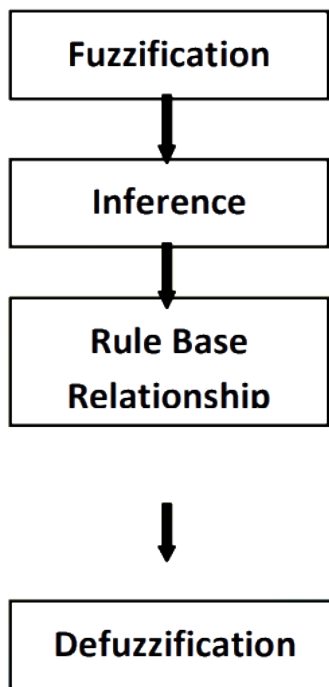 Fuzzification
Inference
Rule Base
Relationship
Defuzzification